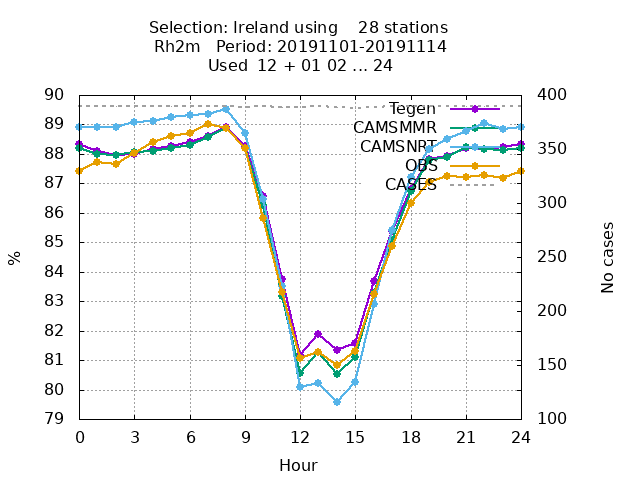 Selection: Ireland using    28 stations
Rh2m   Period: 20191101-20191114
Used  12 + 01 02 ... 24
90
89
88
87
86
85
84
83
82
81
80
79
%
400
350
300
250
200
150
100
No cases
Tegen
CAMSMMR
CAMSNRT
OBS
CASES
0 3 6 9 12 15 18 21 24
Hour